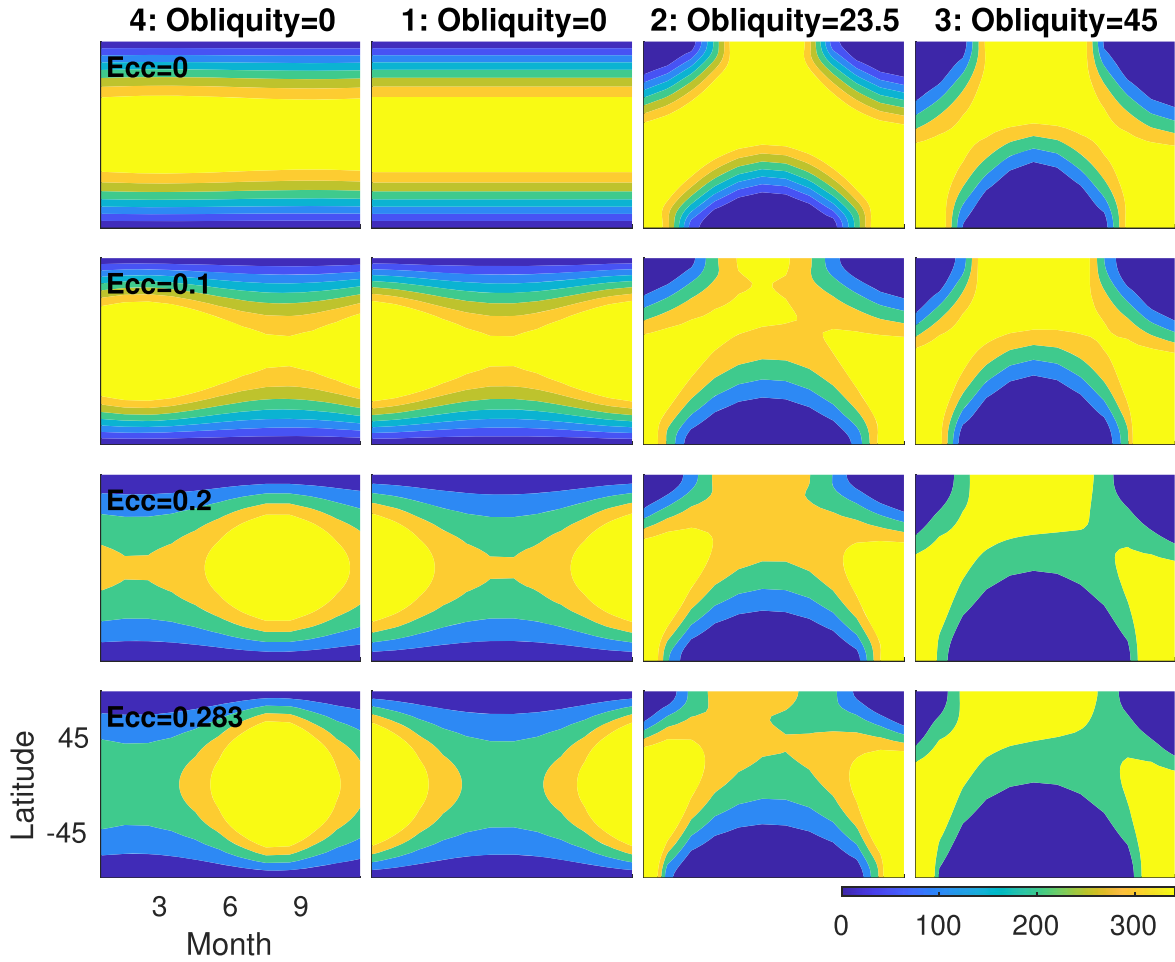 4: Obliquity=0
1: Obliquity=0
2: Obliquity=23.5
3: Obliquity=45
Ecc=0
Ecc=0.1
Ecc=0.2
Ecc=0.283
Latitude
45
-45
3 6 9
Month
0 100 200 300